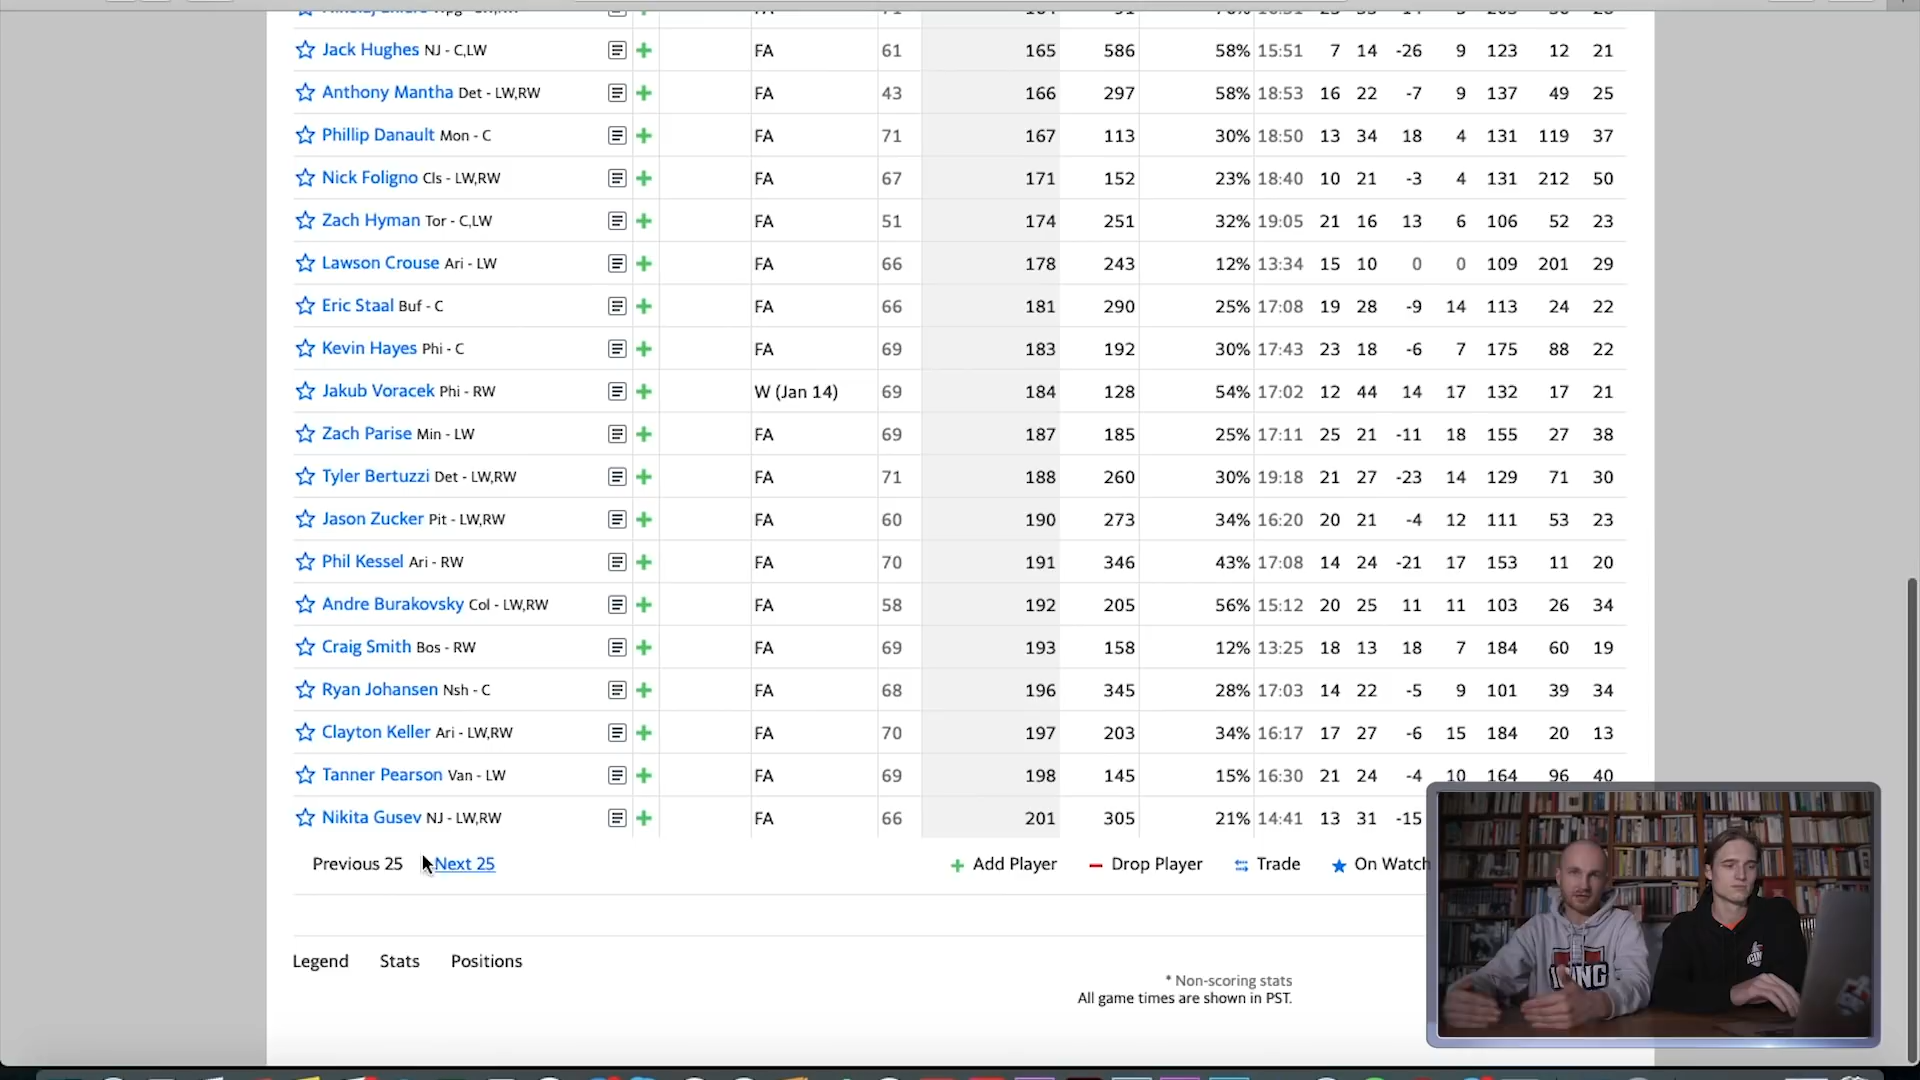 Jack Hughes NJ - C,LW FA 61 165 586 58% 15:51 7 14 -26 9 123 12 21
Anthony Mantha Det - LW,RW FA 43 166 297 58% 18:53 16 22 -7 9 137 49 25
Phillip Danault Mon - C FA 71 167 113 30% 18:50 13 34 18 4 131 119 37
Nick Foligno Cls - LW,RW FA 67 171 152 23% 18:40 10 21 -3 4 131 212 50
Zach Hyman Tor - C,LW FA 51 174 251 32% 19:05 21 16 13 6 106 52 23
Lawson Crouse Ari - LW FA 66 178 243 12% 13:34 15 10 0 0 109 201 29
Eric Staal Buf - C FA 66 181 290 25% 17:08 19 28 -9 14 113 24 22
Kevin Hayes Phi - C FA 69 183 192 30% 17:43 23 18 -6 7 175 88 22
Jakub Voracek Phi - RW W (Jan 14) 69 184 128 54% 17:02 12 44 14 17 132 17 21
Zach Parise Min - LW FA 69 187 185 25% 17:11 25 21 -11 18 155 27 38
Tyler Bertuzzi Det - LW,RW FA 71 188 260 30% 19:18 21 27 -23 14 129 71 30
Jason Zucker Pit - LW,RW FA 60 190 273 34% 16:20 20 21 -4 12 111 53 23
Phil Kessel Ari - RW FA 70 191 346 43% 17:08 14 24 -21 17 153 11 20
Andre Burakovsky Col - LW,RW FA 58 192 205 56% 15:12 20 25 11 11 103 26 34
Craig Smith Bos - RW FA 69 193 158 12% 13:25 18 13 18 7 184 60 19
Ryan Johansen Nsh - C FA 68 196 345 28% 17:03 14 22 -5 9 101 39 34
Clayton Keller Ari - LW,RW FA 70 197 203 34% 16:17 17 27 -6 15 184 20 13
Tanner Pearson Van - LW FA 69 198 145 15% 16:30 21 24 -4 10 164 96 40
Nikita Gusev NJ - LW,RW FA 66 201 305 21% 14:41 13 31 -15
Previous 25 Next 25 Add Player Drop Player Trade On Watch
Legend Stats Positions
* Non-scoring stats
All game times are shown in PST.